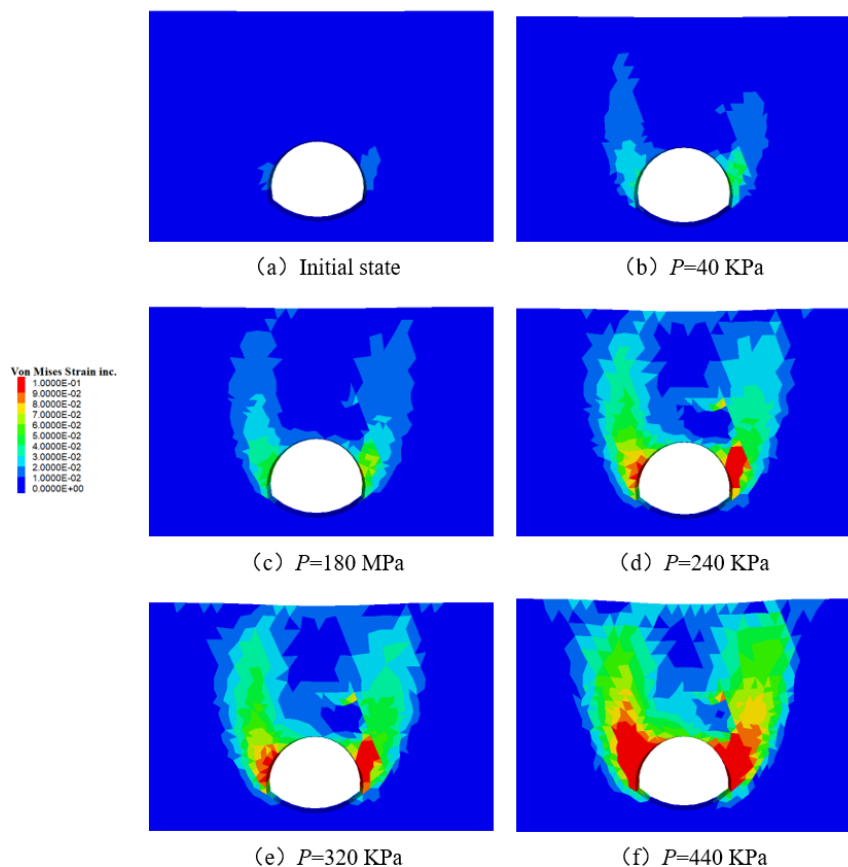 （a）Initial state
（b）P=40 KPa
Von Mises Strain inc.
1.0000E-01
9.0000E-02
8.0000E-02
7.0000E-02
6.0000E-02
5.0000E-02
4.0000E-02
3.0000E-02
2.0000E-02
1.0000E-02
0.0000E+00
（c）P=180 MPa
（d）P=240 KPa
（e）P=320 KPa
（f）P=440 KPa